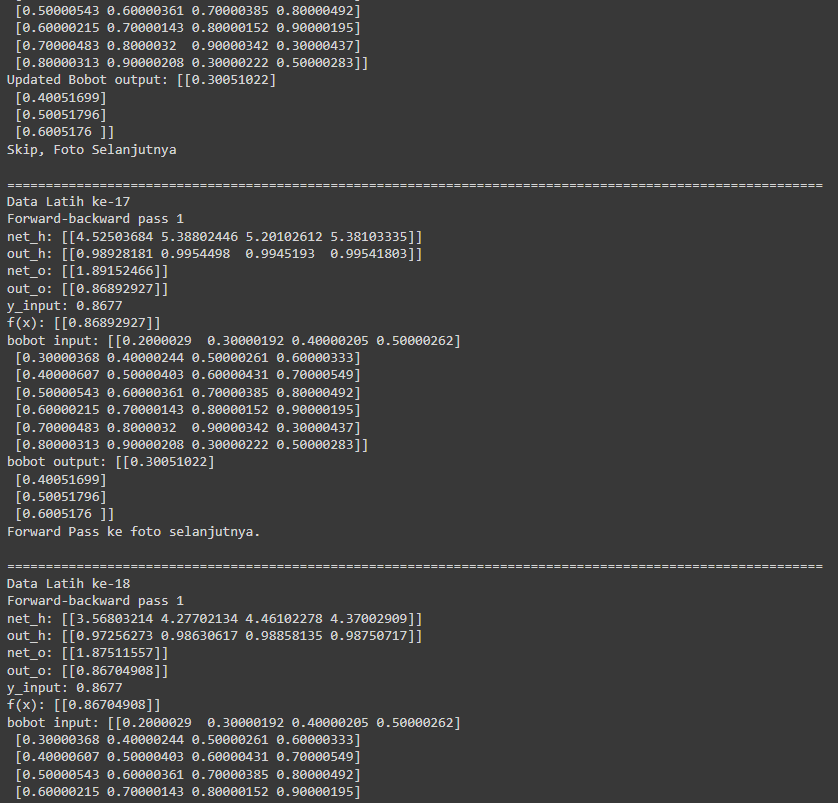 [0.50000543 0.60000361 0.70000385 0.80000492]
[0.60000215 0.70000143 0.80000152 0.90000195]
[0.70000483 0.8000032  0.90000342 0.30000437]
[0.80000313 0.90000208 0.30000222 0.50000283]]
Updated Bobot output: [[0.30051022]
[0.40051699]
[0.50051796]
[0.6005176 ]]
Skip, Foto Selanjutnya
==========================================================================================================
Data Latih ke-17
Forward-backward pass 1
net_h: [[4.52503684 5.38802446 5.20102612 5.38103335]]
out_h: [[0.98928181 0.9954498  0.9945193  0.99541803]]
net_o: [[1.89152466]]
out_o: [[0.86892927]]
y_input: 0.8677
f(x): [[0.86892927]]
bobot input: [[0.2000029  0.30000192 0.40000205 0.50000262]
[0.30000368 0.40000244 0.50000261 0.60000333]
[0.40000607 0.50000403 0.60000431 0.70000549]
[0.50000543 0.60000361 0.70000385 0.80000492]
[0.60000215 0.70000143 0.80000152 0.90000195]
[0.70000483 0.8000032  0.90000342 0.30000437]
[0.80000313 0.90000208 0.30000222 0.50000283]]
bobot output: [[0.30051022]
[0.40051699]
[0.50051796]
[0.6005176 ]]
Forward Pass ke foto selanjutnya.
==========================================================================================================
Data Latih ke-18
Forward-backward pass 1
net_h: [[3.56803214 4.27702134 4.46102278 4.37002909]]
out_h: [[0.97256273 0.98630617 0.98858135 0.98750717]]
net_o: [[1.87511557]]
out_o: [[0.86704908]]
y_input: 0.8677
f(x): [[0.86704908]]
bobot input: [[0.2000029  0.30000192 0.40000205 0.50000262]
[0.30000368 0.40000244 0.50000261 0.60000333]
[0.40000607 0.50000403 0.60000431 0.70000549]
[0.50000543 0.60000361 0.70000385 0.80000492]
[0.60000215 0.70000143 0.80000152 0.90000195]